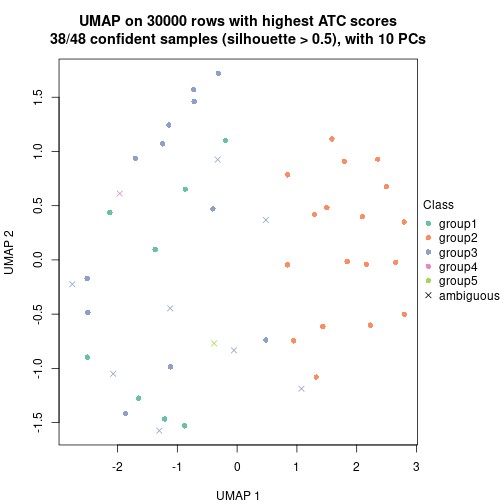 UMAP on 30000 rows with highest ATC scores
38/48 confident samples (silhouette > 0.5), with 10 PCs
1.5
1.0
0.5
0.0
-0.5
-1.0
-1.5
UMAP 2
-2
-1
0
1
2
3
UMAP 1
Class
group1
group2
group3
group4
group5
ambiguous